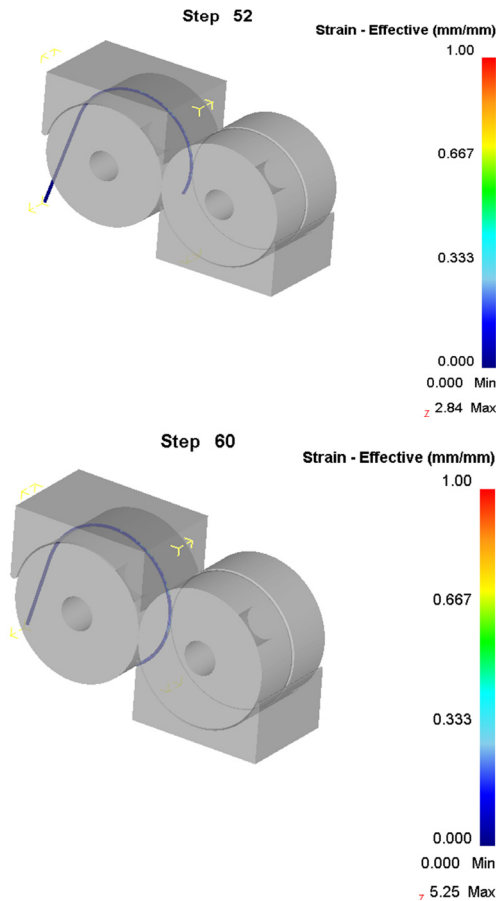 Step 52
Strain - Effective (mm/mm)
1.00
0.667
0.333
0.000
0.000 Min
z 2.84 Max
Step 60
Strain - Effective (mm/mm)
1.00
0.667
0.333
0.000
0.000 Min
z 5.25 Max